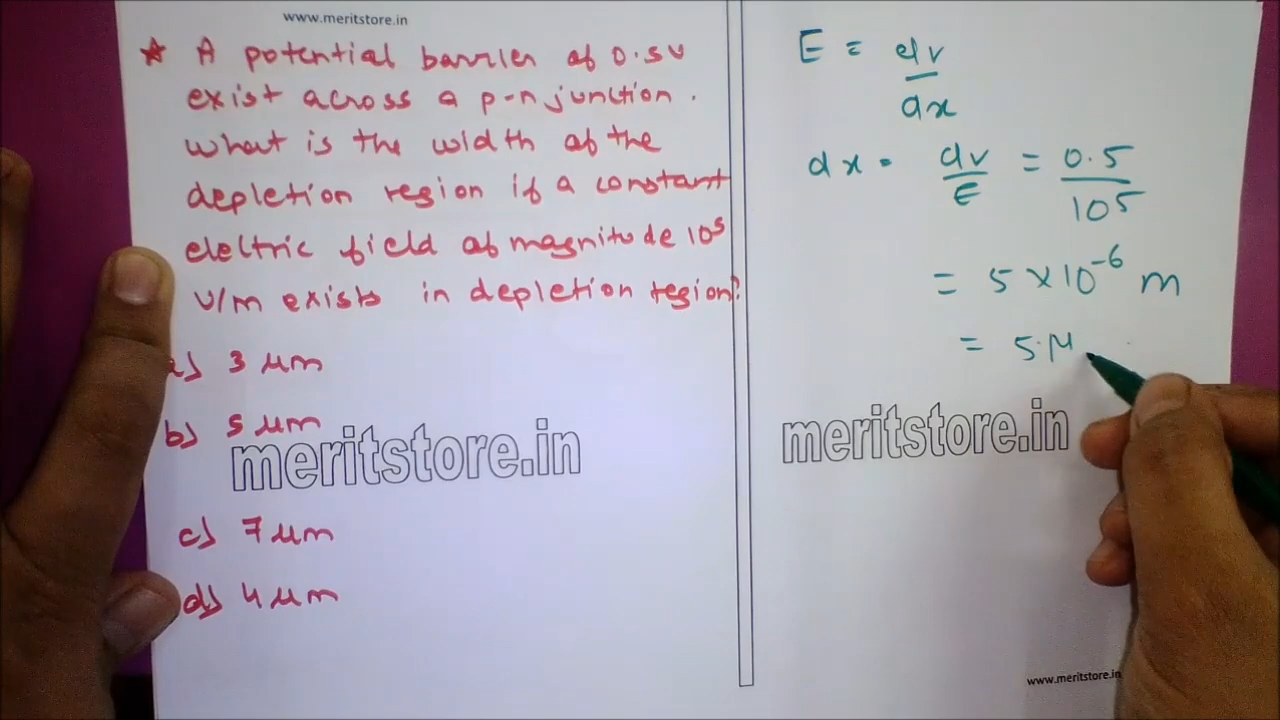 www.meritstore.in
★ A potential barrier of 0.5V
exist across a p-n junction.
What is the width of the
depletion region if a constant
eleltric field of magnitude 10⁵
V/m exists in depletion region?
a) 3 μm
b) 5 μm
meritstore.in
c) 7 μm
d) 4 μm
E = dv
dx
dx = dv/E = 0.5/10⁵
= 5 × 10⁻⁶ m
= 5 μ
meritstore.in
www.meritstore.in